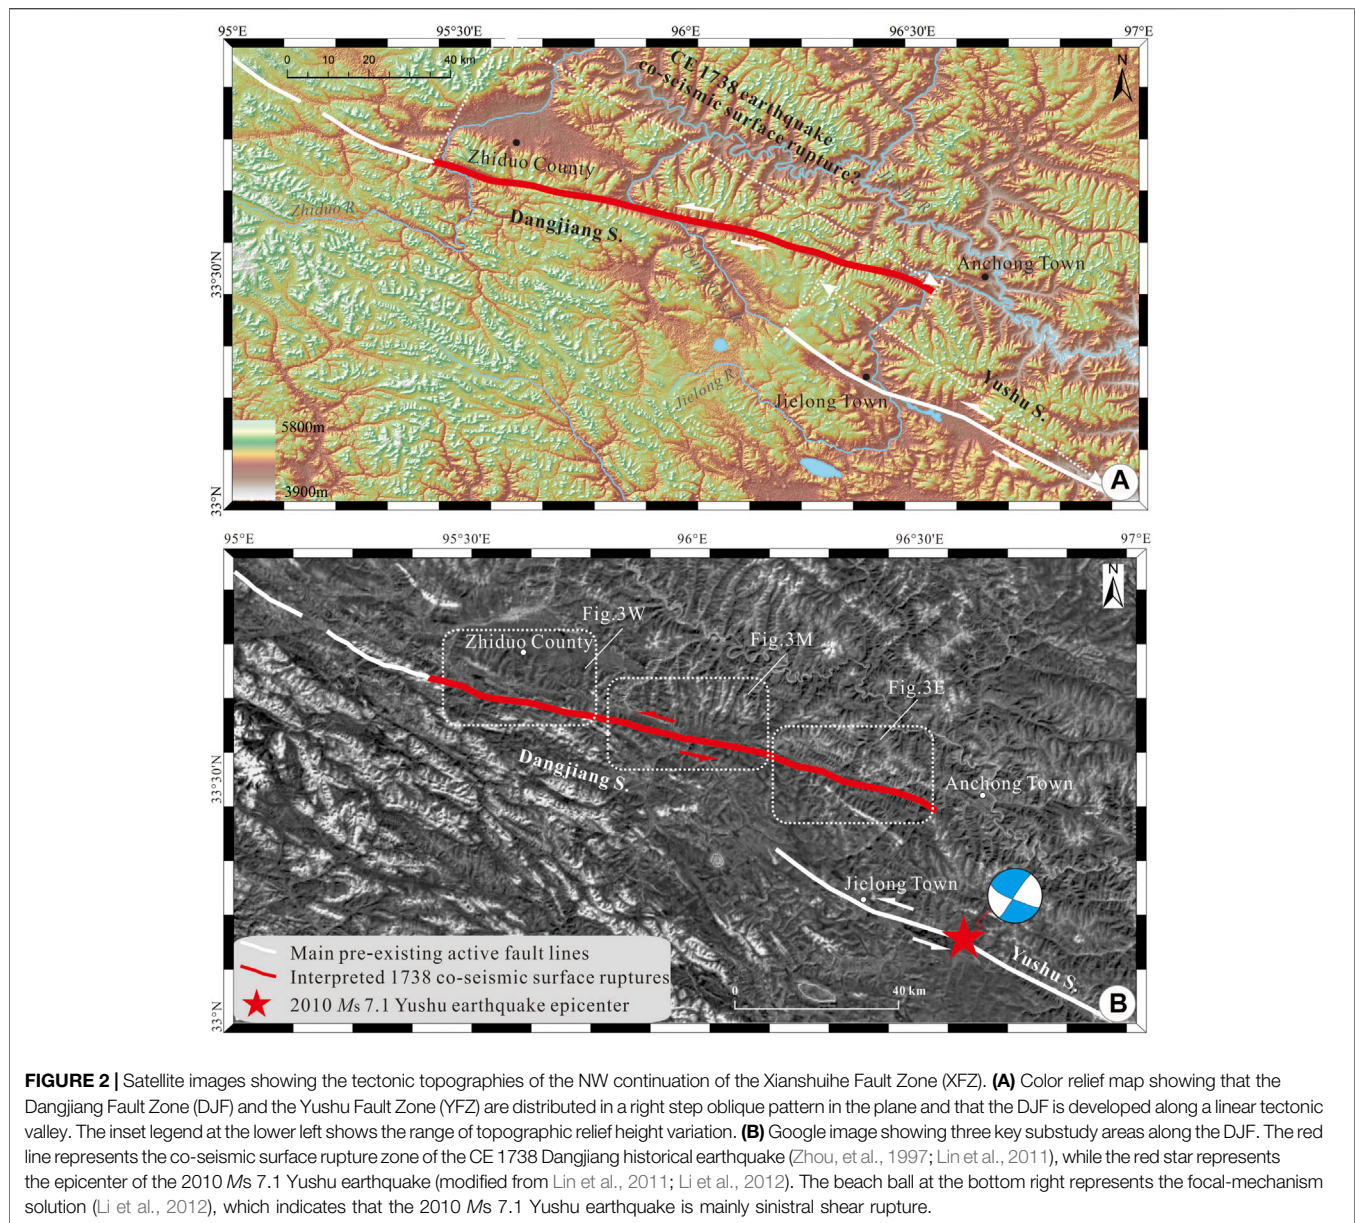 95°E 95°30'E 96°E 96°30'E 97°E
0 10 20 40 km
N
CE 1738 earthquake
co-seismic surface rupture?
Zhiduo County
Zhiduo R.
Dangjiang S.
33°30'N
Anchong Town
Yushu S.
Jielong R.
Jielong Town
5800m
3900m
33°N
A
95°E 95°30'E 96°E 96°30'E 97°E
N
Fig.3W
Zhiduo County
Fig.3M
Fig.3E
Dangjiang S.
33°30'N
Anchong Town
Jielong Town
Yushu S.
Main pre-existing active fault lines
Interpreted 1738 co-seismic surface ruptures
2010 Ms 7.1 Yushu earthquake epicenter
0 40 km
33°N
B
FIGURE 2 | Satellite images showing the tectonic topographies of the NW continuation of the Xianshuihe Fault Zone (XFZ). (A) Color relief map showing that the
Dangjiang Fault Zone (DJF) and the Yushu Fault Zone (YFZ) are distributed in a right step oblique pattern in the plane and that the DJF is developed along a linear tectonic
valley. The inset legend at the lower left shows the range of topographic relief height variation. (B) Google image showing three key substudy areas along the DJF. The red
line represents the co-seismic surface rupture zone of the CE 1738 Dangjiang historical earthquake (Zhou, et al., 1997; Lin et al., 2011), while the red star represents
the epicenter of the 2010 Ms 7.1 Yushu earthquake (modified from Lin et al., 2011; Li et al., 2012). The beach ball at the bottom right represents the focal-mechanism
solution (Li et al., 2012), which indicates that the 2010 Ms 7.1 Yushu earthquake is mainly sinistral shear rupture.